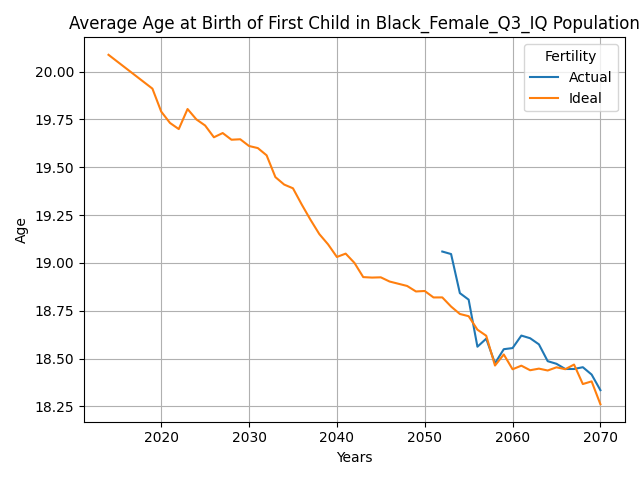 Average Age at Birth of First Child in Black_Female_Q3_IQ Population
Fertility
Actual
Ideal
20.00
19.75
19.50
19.25
19.00
18.75
18.50
18.25
Age
2020 2030 2040 2050 2060 2070
Years